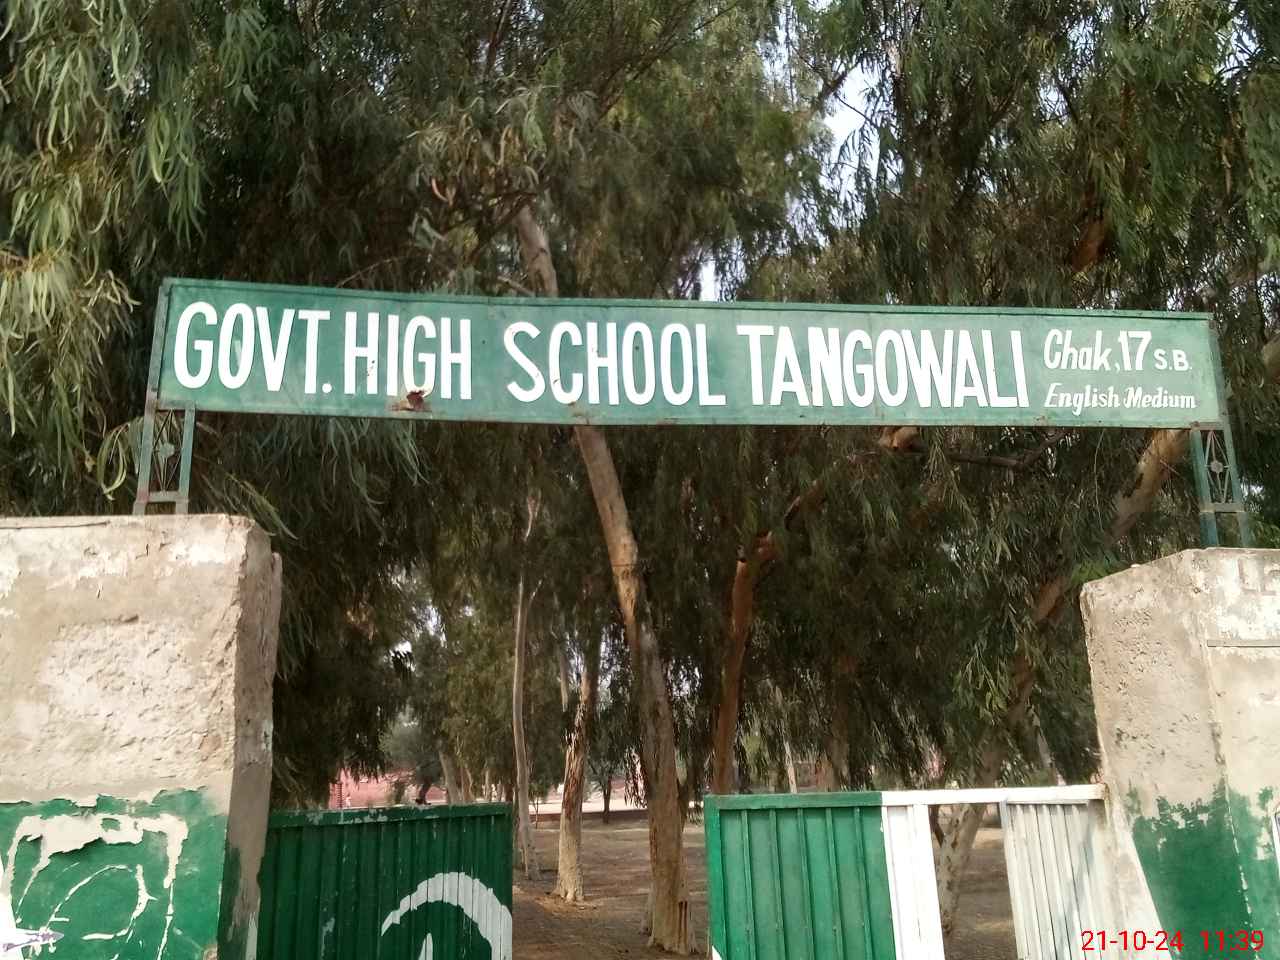 GOVT. HIGH SCHOOL TANGOWALI
Chak, 17 S.B.
English Medium
21-10-24 11:39